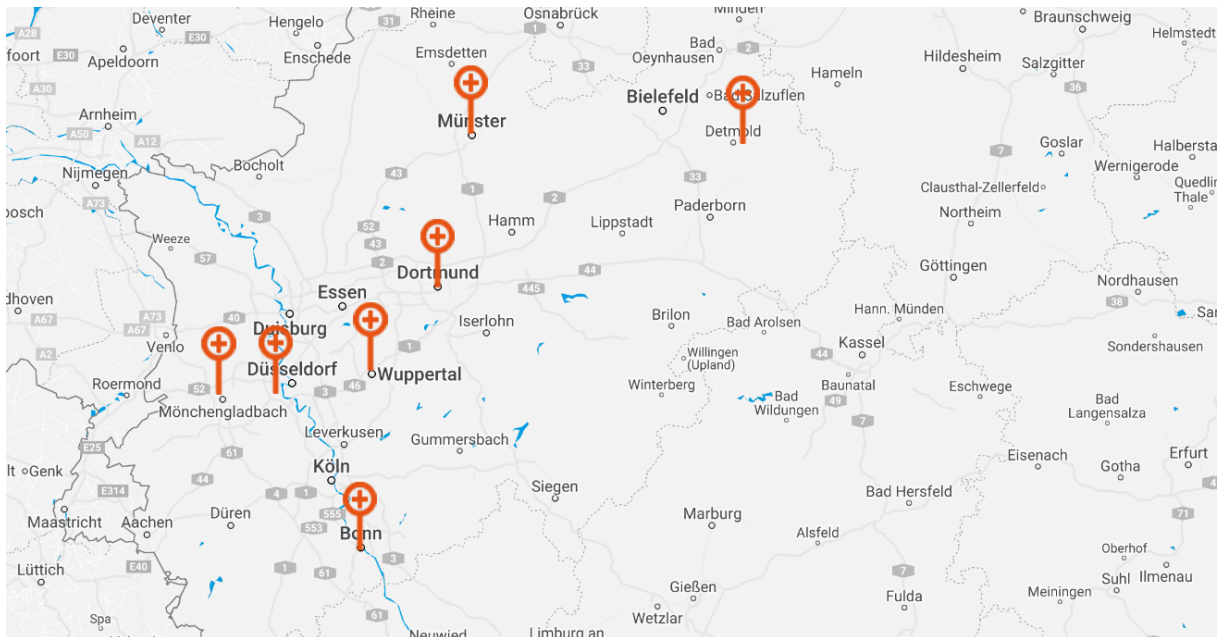 Deventer
Hengelo
Rheine
Osnabrück
Minden
Braunschweig
A28
E30
31
1
2
Helmstedt
foort
E30
Apeldoorn
Enschede
Emsdetten
33
Bad
Oeynhausen
Hildesheim
Salzgitter
A30
Hameln
36
Bielefeld
Bad Salzuflen
Arnheim
Münster
Detmold
A50
A12
Goslar
7
Halbersta
Bocholt
Wernigerode
Nijmegen
43
1
33
2
Clausthal-Zellerfeld
Quedlin
Thale
A73
osch
3
52
Hamm
Lippstadt
Paderborn
Northeim
Weeze
43
57
2
Dortmund
44
445
Göttingen
Nordhausen
dhoven
Essen
38
A67
A73
A67
40
Duisburg
Iserlohn
Brilon
Bad Arolsen
Hann. Münden
San
A2
Venlo
1
Willingen
(Upland)
44
Kassel
Sondershausen
Roermond
52
Düsseldorf
3
46
Wuppertal
Winterberg
Baunatal
Eschwege
Mönchengladbach
Bad
Wildungen
49
7
Bad
Langensalza
E25
61
Leverkusen
Gummersbach
lt
Genk
44
Köln
Eisenach
Gotha
Erfurt
E314
4
1
Siegen
Bad Hersfeld
4
Maastricht
Aachen
Düren
555
553
Bonn
Marburg
Alsfeld
71
E40
1
61
3
Oberhof
Lüttich
Gießen
7
Suhl
Ilmenau
Fulda
Meiningen
Spa
61
Wetzlar
Neuwied
Limburg an